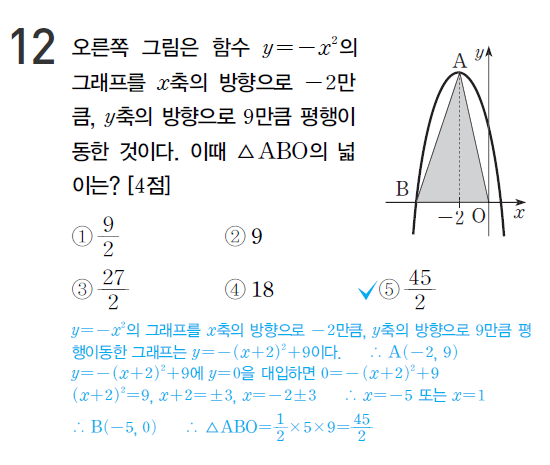 12 오른쪽 그림은 함수 y=-x²의
그래프를 x축의 방향으로 -2만
큼, y축의 방향으로 9만큼 평행이
동한 것이다. 이때 △ABO의 넓
이는? [4점]
A y
B
-2 O x
① 9/2 ② 9
③ 27/2 ④ 18 ⑤ 45/2
y=-x²의 그래프를 x축의 방향으로 -2만큼, y축의 방향으로 9만큼 평
행이동한 그래프는 y=-(x+2)²+9이다. ∴ A(-2, 9)
y=-(x+2)²+9에 y=0을 대입하면 0=-(x+2)²+9
(x+2)²=9, x+2=±3, x=-2±3 ∴ x=-5 또는 x=1
∴ B(-5, 0) ∴ △ABO=1/2×5×9=45/2